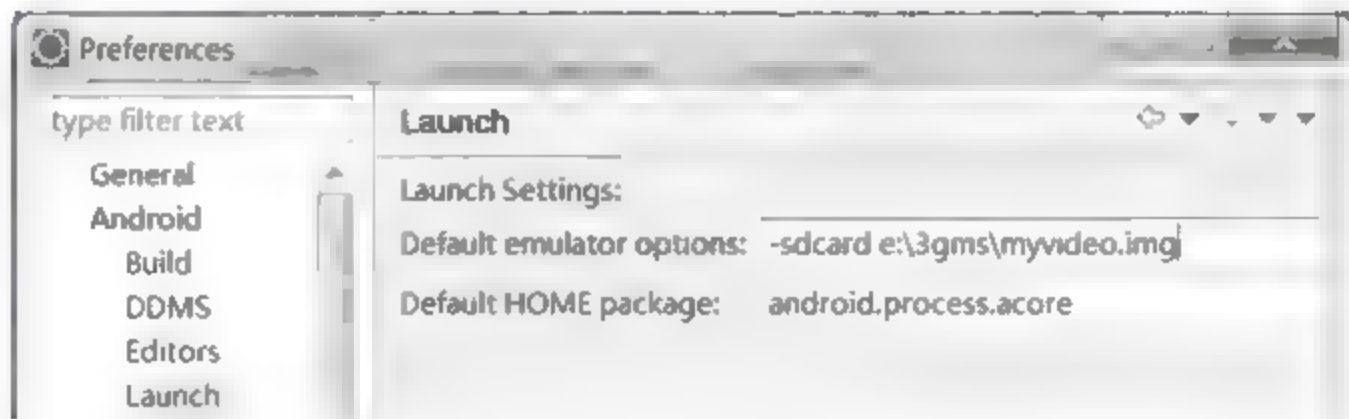 Preferences
type filter text
Launch
General
Launch Settings:
Android
Default emulator options: -sdcard e:\3gms\myvideo.img
Build
DDMS
Default HOME package: android.process.acore
Editors
Launch